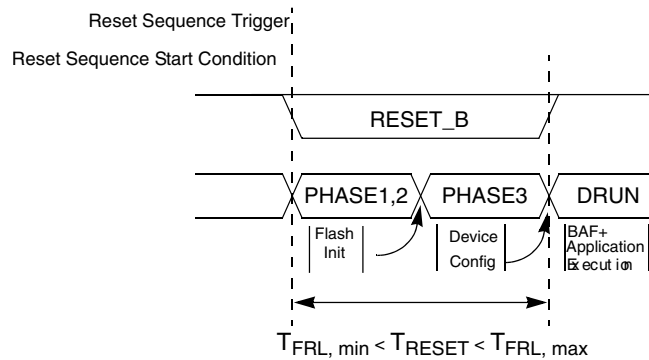 Reset Sequence Trigger
Reset Sequence Start Condition
RESET_B
PHASE1,2
PHASE3
DRUN
Flash
Init
Device
Config
BAF+
Application
Execution
TFRL, min < TRESET < TFRL, max